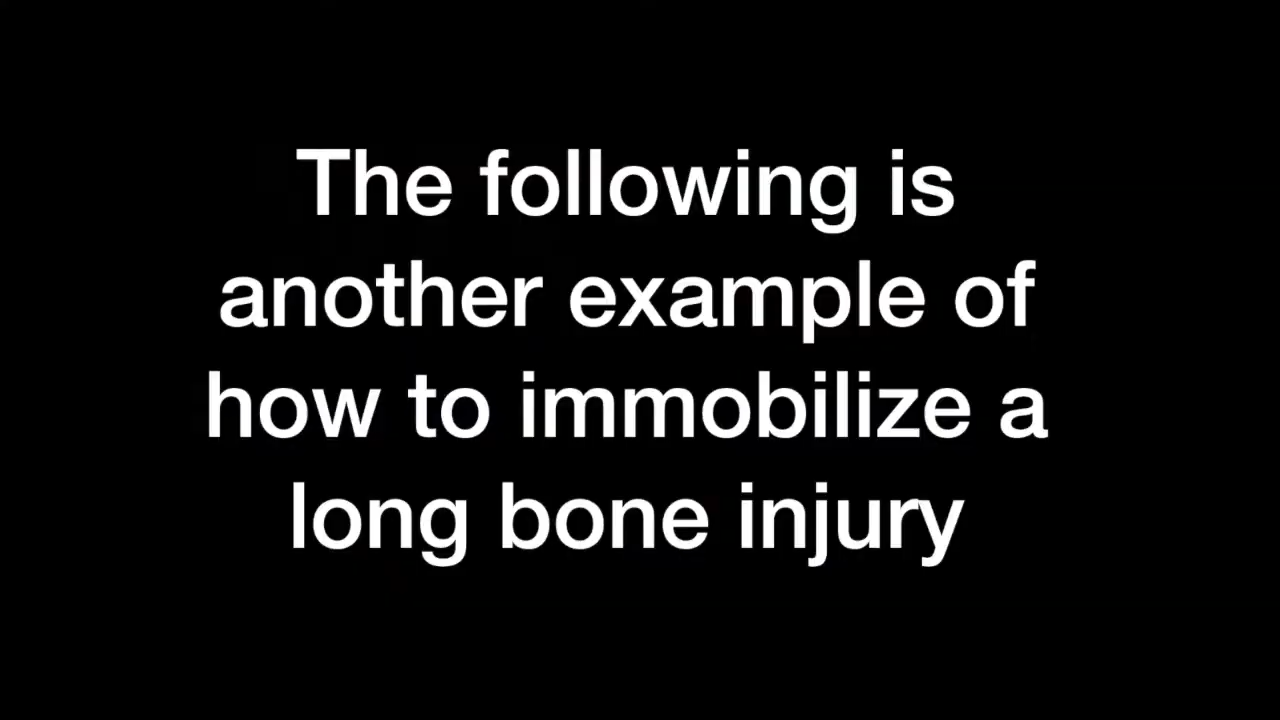 The following is
another example of
how to immobilize a
long bone injury